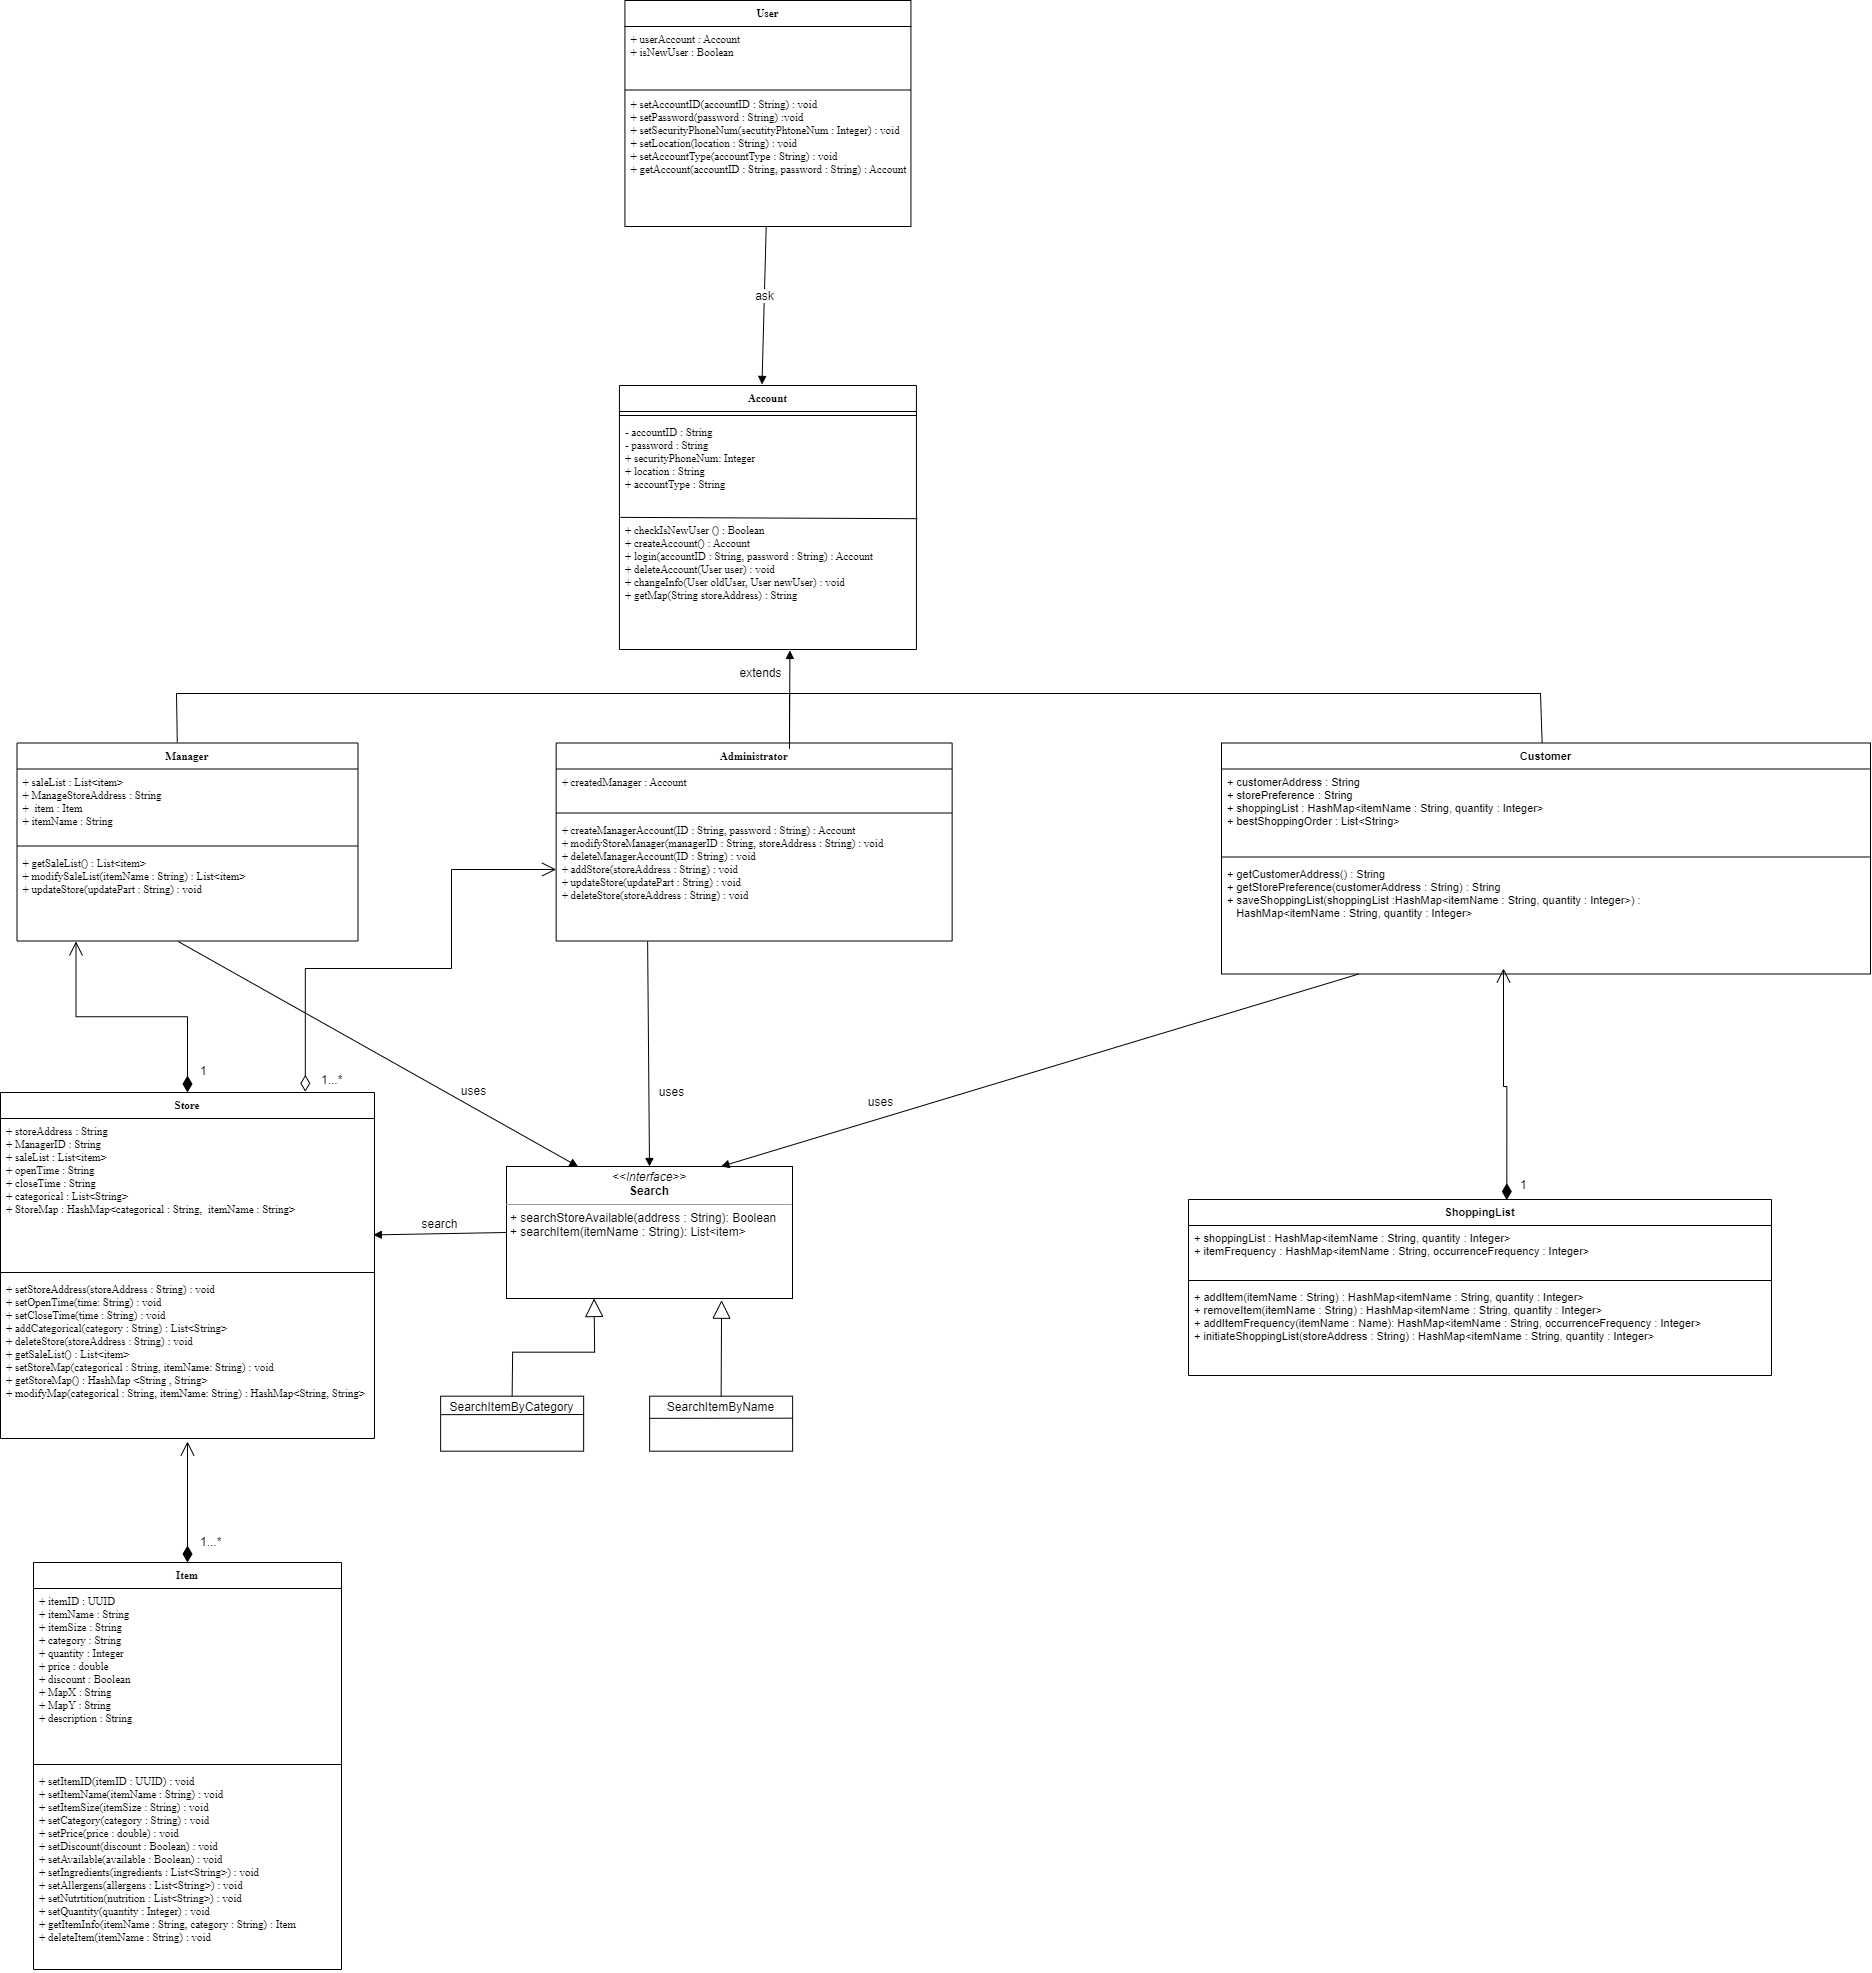 User
+ userAccount : Account
+ isNewUser : Boolean
+ setAccountID(accountID : String) : void
+ setPassword(password : String) :void
+ setSecurityPhoneNum(secutityPhtoneNum : Integer) : void
+ setLocation(location : String) : void
+ setAccountType(accountType : String) : void
+ getAccount(accountID : String, password : String) : Account
ask
Account
- accountID : String
- password : String
+ securityPhoneNum: Integer
+ location : String
+ accountType : String
+ checkIsNewUser () : Boolean
+ createAccount() : Account
+ login(accountID : String, password : String) : Account
+ deleteAccount(User user) : void
+ changeInfo(User oldUser, User newUser) : void
+ getMap(String storeAddress) : String
extends
Manager
+ saleList : List<item>
+ ManageStoreAddress : String
+ item : Item
+ itemName : String
+ getSaleList() : List<item>
+ modifySaleList(itemName : String) : List<item>
+ updateStore(updatePart : String) : void
Administrator
+ createdManager : Account
+ createManagerAccount(ID : String, password : String) : Account
+ modifyStoreManager(managerID : String, storeAddress : String) : void
+ deleteManagerAccount(ID : String) : void
+ addStore(storeAddress : String) : void
+ updateStore(updatePart : String) : void
+ deleteStore(storeAddress : String) : void
Customer
+ customerAddress : String
+ storePreference : String
+ shoppingList : HashMap<itemName : String, quantity : Integer>
+ bestShoppingOrder : List<String>
+ getCustomerAddress() : String
+ getStorePreference(customerAddress : String) : String
+ saveShoppingList(shoppingList :HashMap<itemName : String, quantity : Integer>) :
HashMap<itemName : String, quantity : Integer>
1
1...*
uses
uses
uses
Store
+ storeAddress : String
+ ManagerID : String
+ saleList : List<item>
+ openTime : String
+ closeTime : String
+ categorical : List<String>
+ StoreMap : HashMap<categorical : String, itemName : String>
+ setStoreAddress(storeAddress : String) : void
+ setOpenTime(time: String) : void
+ setCloseTime(time : String) : void
+ addCategorical(category : String) : List<String>
+ deleteStore(storeAddress : String) : void
+ getSaleList() : List<item>
+ setStoreMap(categorical : String, itemName: String) : void
+ getStoreMap() : HashMap <String , String>
+ modifyMap(categorical : String, itemName: String) : HashMap<String, String>
search
<<Interface>>
Search
+ searchStoreAvailable(address : String): Boolean
+ searchItem(itemName : String): List<item>
SearchItemByCategory
SearchItemByName
1
ShoppingList
+ shoppingList : HashMap<itemName : String, quantity : Integer>
+ itemFrequency : HashMap<itemName : String, occurrenceFrequency : Integer>
+ addItem(itemName : String) : HashMap<itemName : String, quantity : Integer>
+ removeItem(itemName : String) : HashMap<itemName : String, quantity : Integer>
+ addItemFrequency(itemName : Name): HashMap<itemName : String, occurrenceFrequency : Integer>
+ initiateShoppingList(storeAddress : String) : HashMap<itemName : String, quantity : Integer>
1...*
Item
+ itemID : UUID
+ itemName : String
+ itemSize : String
+ category : String
+ quantity : Integer
+ price : double
+ discount : Boolean
+ MapX : String
+ MapY : String
+ description : String
+ setItemID(itemID : UUID) : void
+ setItemName(itemName : String) : void
+ setItemSize(itemSize : String) : void
+ setCategory(category : String) : void
+ setPrice(price : double) : void
+ setDiscount(discount : Boolean) : void
+ setAvailable(available : Boolean) : void
+ setIngredients(ingredients : List<String>) : void
+ setAllergens(allergens : List<String>) : void
+ setNutrtition(nutrition : List<String>) : void
+ setQuantity(quantity : Integer) : void
+ getItemInfo(itemName : String, category : String) : Item
+ deleteItem(itemName : String) : void